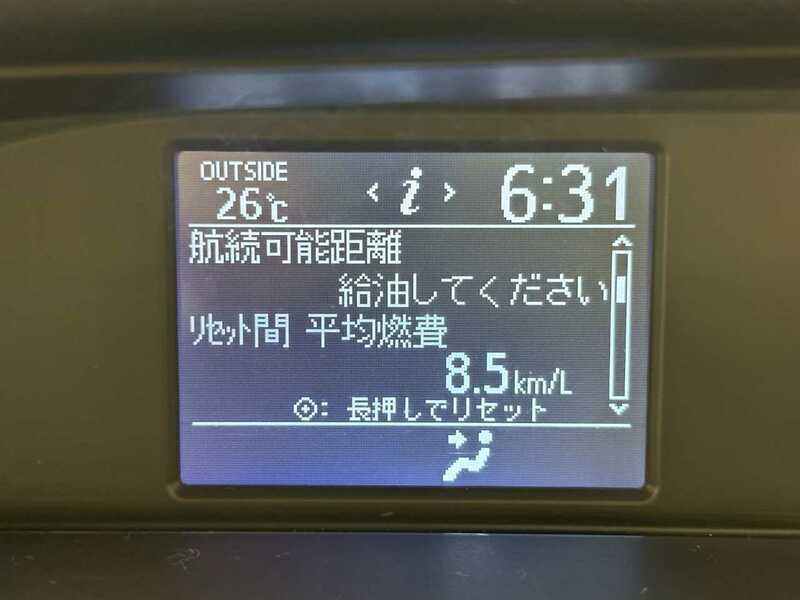 OUTSIDE
26℃
< i >
6:31
航続可能距離
給油してください
ﾘｾｯﾄ間 平均燃費
8.5km/L
⊙: 長押しでリセット